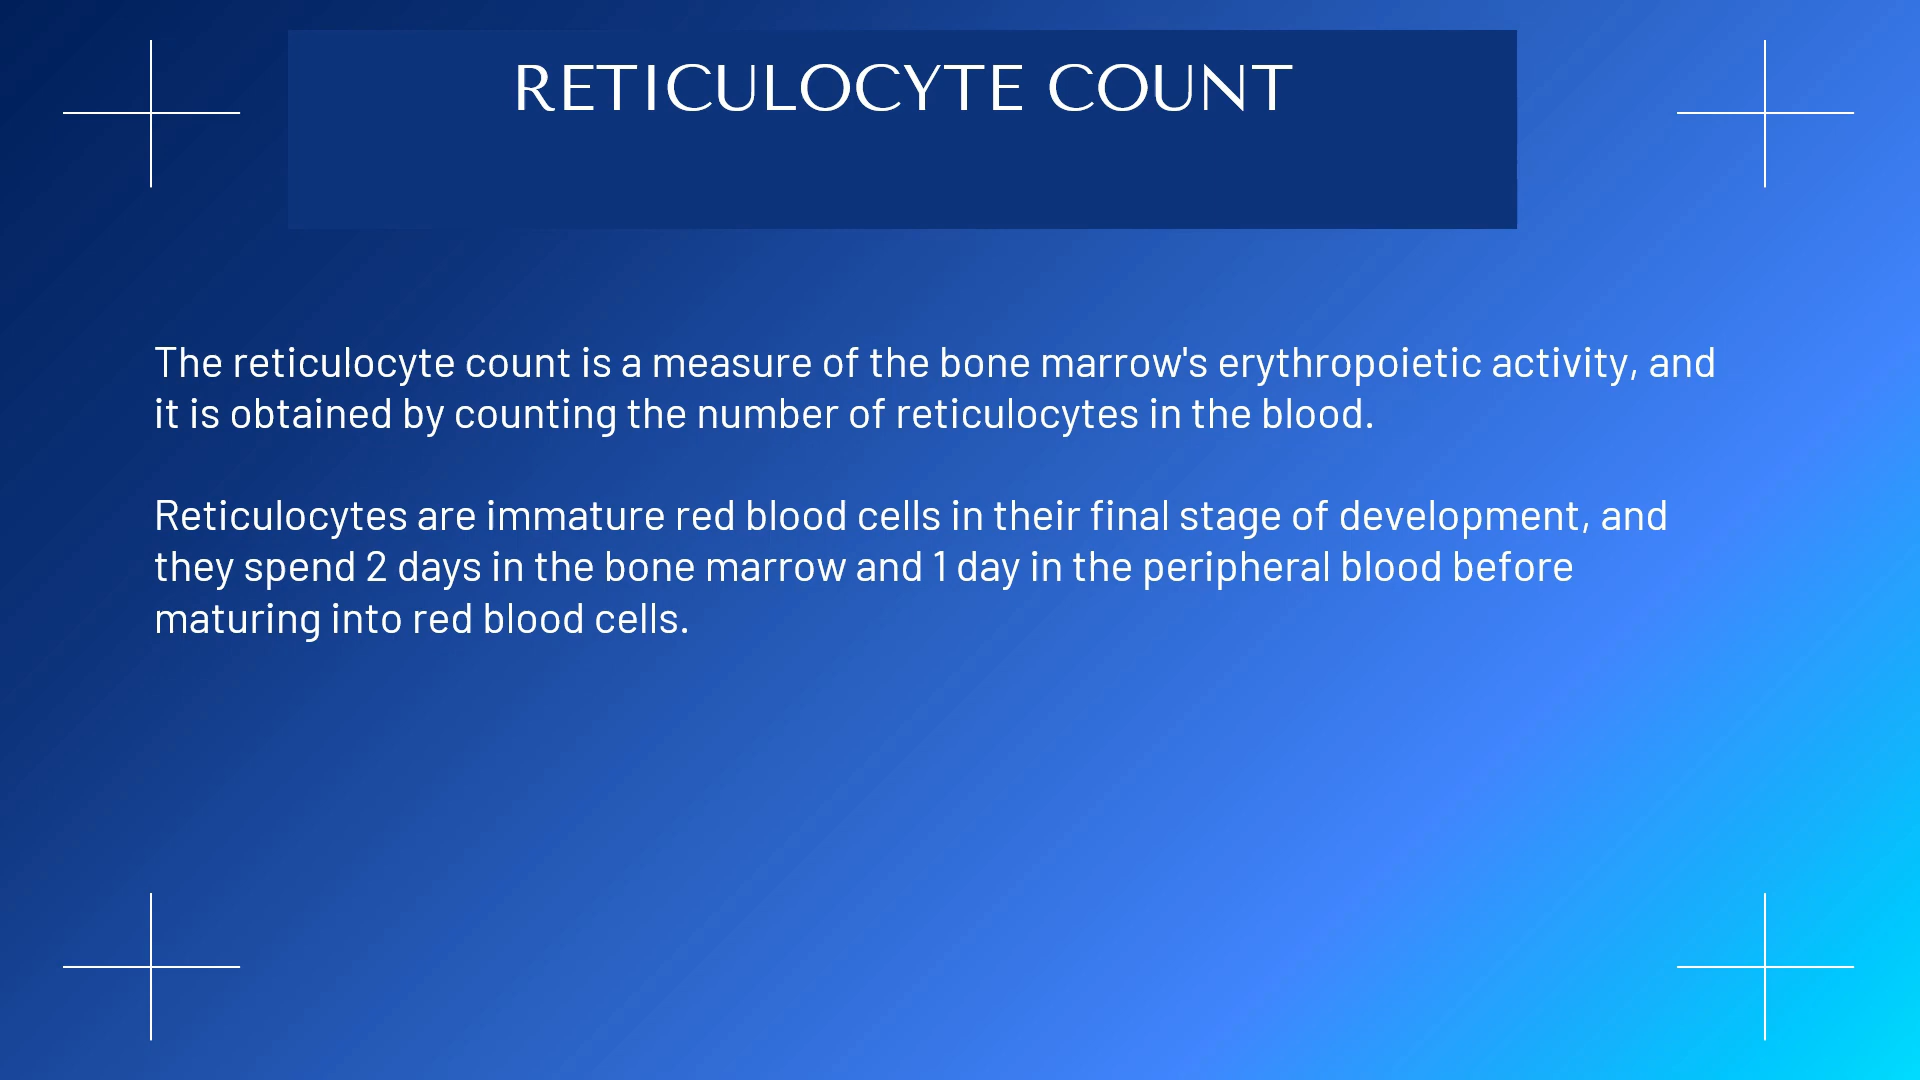 RETICULOCYTE COUNT
The reticulocyte count is a measure of the bone marrow's erythropoietic activity, and
it is obtained by counting the number of reticulocytes in the blood.
Reticulocytes are immature red blood cells in their final stage of development, and
they spend 2 days in the bone marrow and 1 day in the peripheral blood before
maturing into red blood cells.